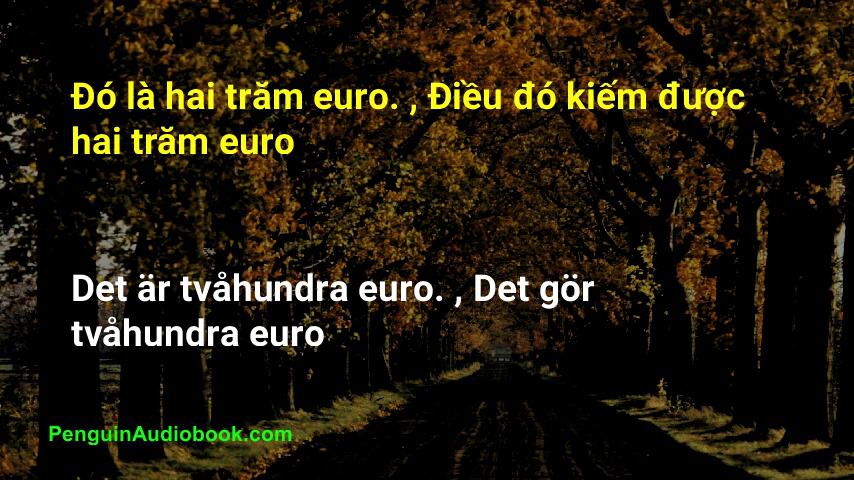 Đó là hai trăm euro. , Điều đó kiếm được
hai trăm euro
Det är tvåhundra euro. , Det gör
tvåhundra euro
PenguinAudiobook.com